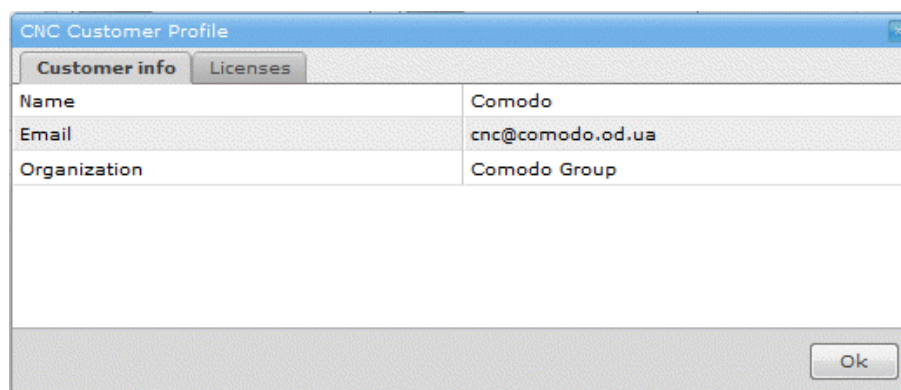 CNC Customer Profile
Customer info Licenses
Name Comodo
Email cnc@comodo.od.ua
Organization Comodo Group
Ok